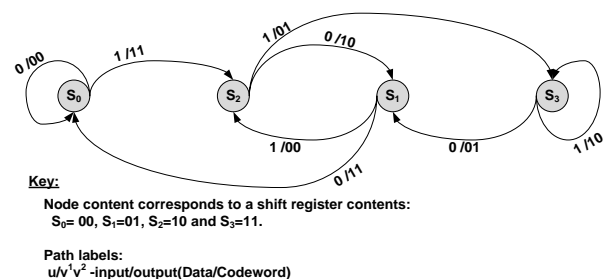 1 /01
0 /00
1 /11
0 /10
S0
S2
S1
S3
1 /00
0 /01
1 /10
0 /11
Key:
Node content corresponds to a shift register contents:
S0= 00, S1=01, S2=10 and S3=11.
Path labels:
u/v¹v² -input/output(Data/Codeword)